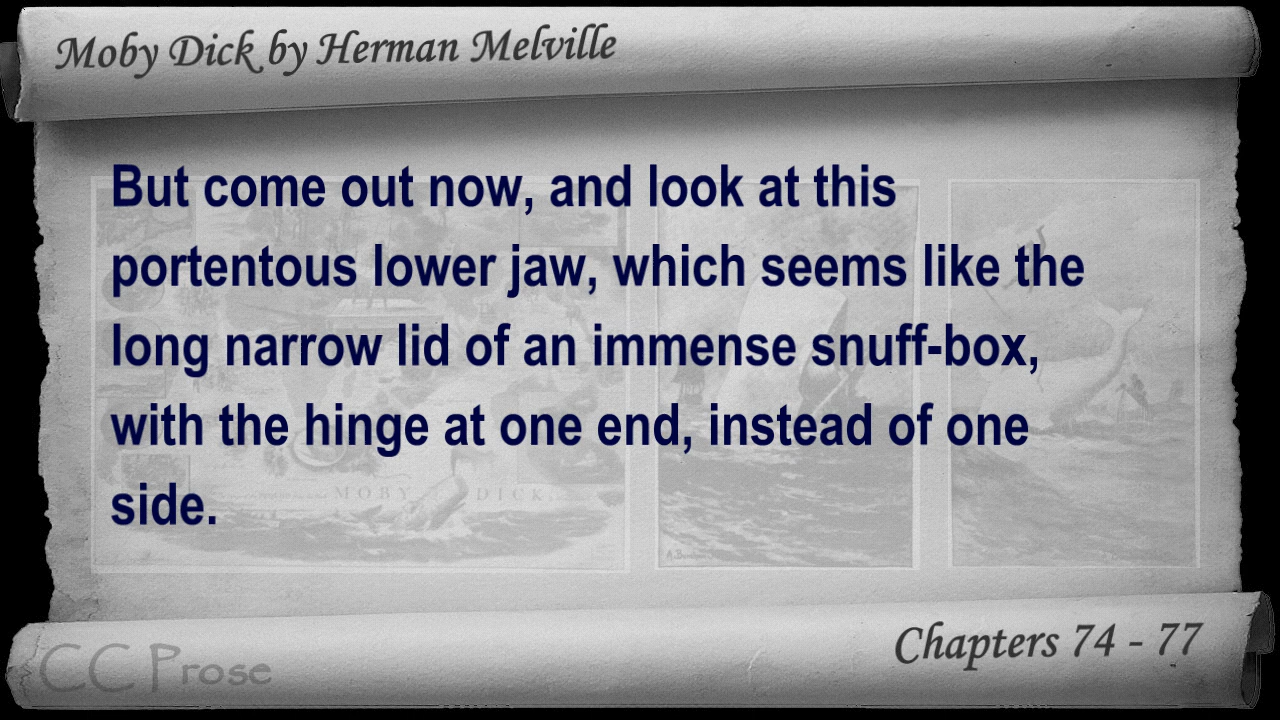 Moby Dick by Herman Melville
But come out now, and look at this
portentous lower jaw, which seems like the
long narrow lid of an immense snuff-box,
with the hinge at one end, instead of one
side.
MOBY DICK
Chapters 74 - 77
CC Prose